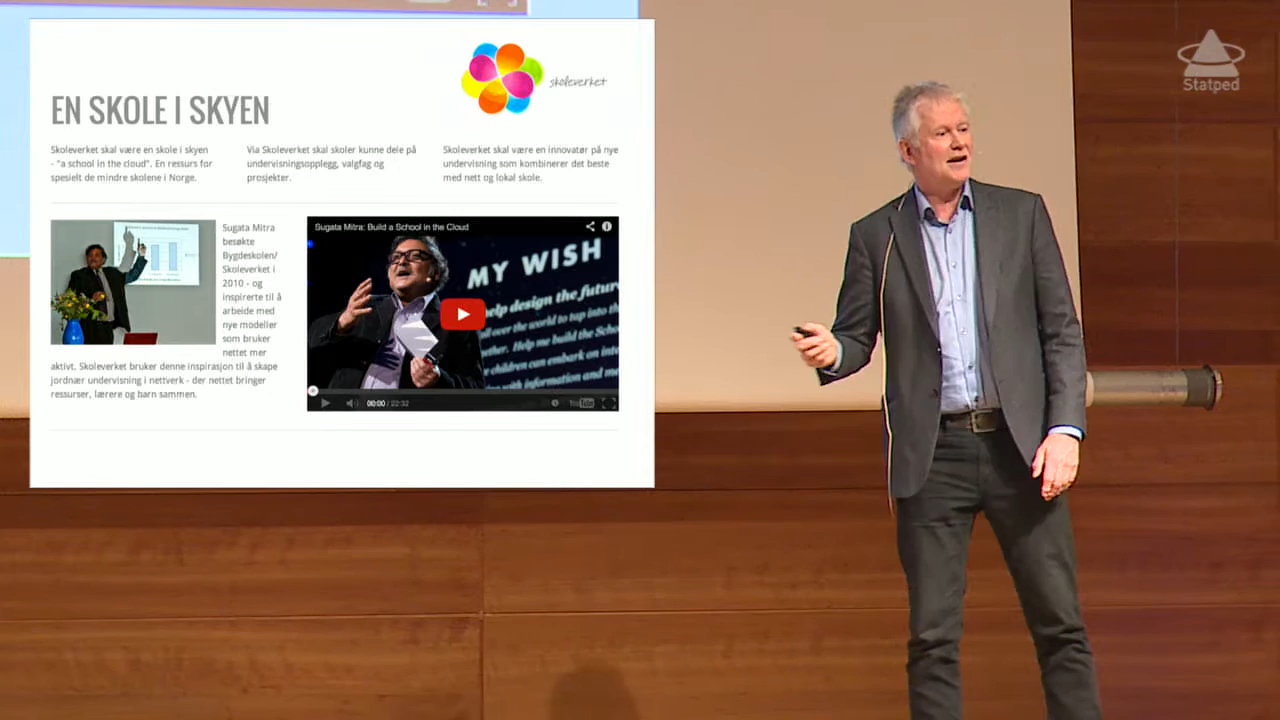 Statped
skoleverket
EN SKOLE I SKYEN
Skoleverket skal være en skole i skyen
- "a school in the cloud". En ressurs for
spesielt de mindre skolene i Norge.
Via Skoleverket skal skoler kunne dele på
undervisningsopplegg, valgfag og
prosjekter.
Skoleverket skal være en innovatør på nye
undervisning som kombinerer det beste
med nett og lokal skole.
Sugata Mitra
besøkte
Bygdeskolen/
Skoleverket i
2010 - og
inspirerte til å
arbeide med
nye modeller
som bruker
nettet mer
aktivt. Skoleverket bruker denne inspirasjon til å skape
jordnær undervisning i nettverk - der nettet bringer
ressurser, lærere og barn sammen.
Sugata Mitra: Build a School in the Cloud
MY WISH
help design the futur
all over the world to tap into th
ether. Help me build the Scho
children can embark on inte
with information and me
00:00 / 22:32
YouTube